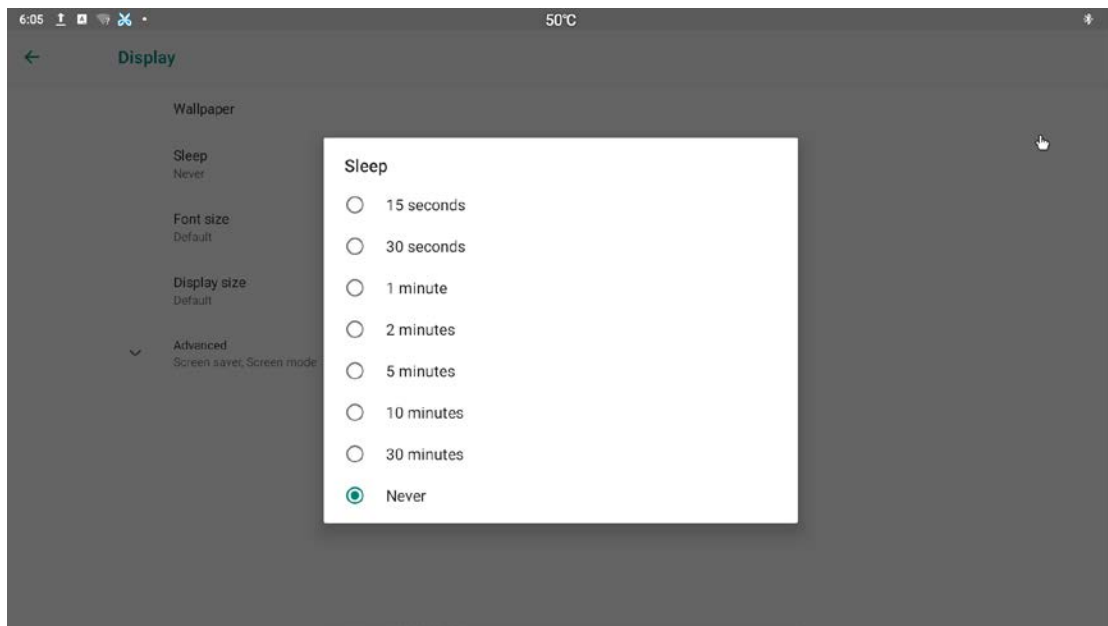 6:05
50°C
Display
Wallpaper
Sleep
Never
Font size
Default
Display size
Default
Advanced
Screen saver, Screen mode
Sleep
15 seconds
30 seconds
1 minute
2 minutes
5 minutes
10 minutes
30 minutes
Never